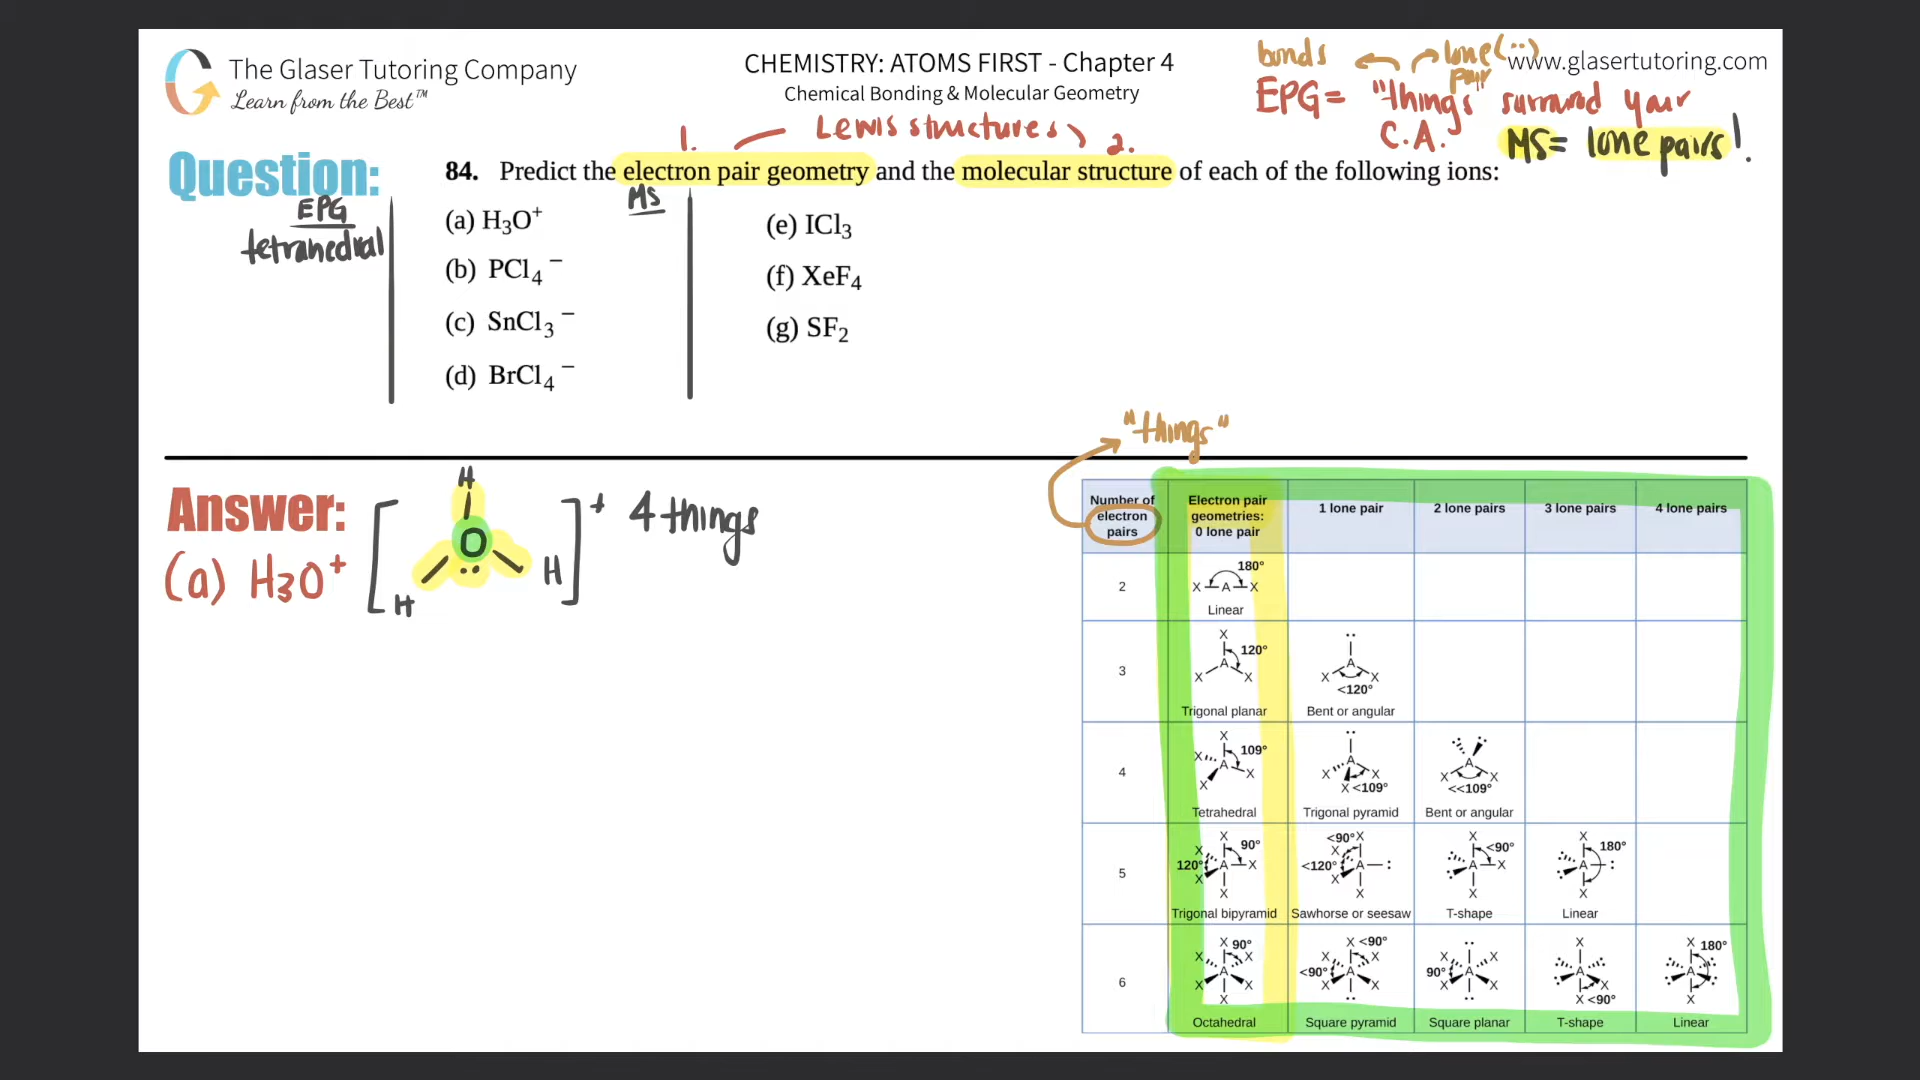 The Glaser Tutoring Company
Learn from the Best™
CHEMISTRY: ATOMS FIRST - Chapter 4
Chemical Bonding & Molecular Geometry
www.glasertutoring.com
bonds lone (··)
pair
EPG = "things" surround your
C.A.
MS = lone pairs!
1. Lewis structures 2.
Question:
84. Predict the electron pair geometry and the molecular structure of each of the following ions:
EPG
tetrahedral
MS
(a) H₃O⁺
(b) PCl₄⁻
(c) SnCl₃⁻
(d) BrCl₄⁻
(e) ICl₃
(f) XeF₄
(g) SF₂
"things"
Answer:
(a) H3O+
[H O H H ··]+ 4 things
Number of electron pairs
Electron pair geometries: 0 lone pair
1 lone pair
2 lone pairs
3 lone pairs
4 lone pairs
2
180°
X A X
Linear
3
X 120°
A
X X
Trigonal planar
A
X X
<120°
Bent or angular
4
X 109°
X A
X X
Tetrahedral
A
X X
X <109°
Trigonal pyramid
A
X X
<<109°
Bent or angular
5
X 90°
X
120° A X
X
X
Trigonal bipyramid
<90° X
X
<120° A :
X
X
Sawhorse or seesaw
X <90°
A X
X
T-shape
X 180°
A :
X
Linear
6
X 90°
X X
A
X X
X
Octahedral
X <90°
X X
<90° A
X X
Square pyramid
X X
90° A
X X
Square planar
X
A
X
X <90°
T-shape
X 180°
A
X
Linear